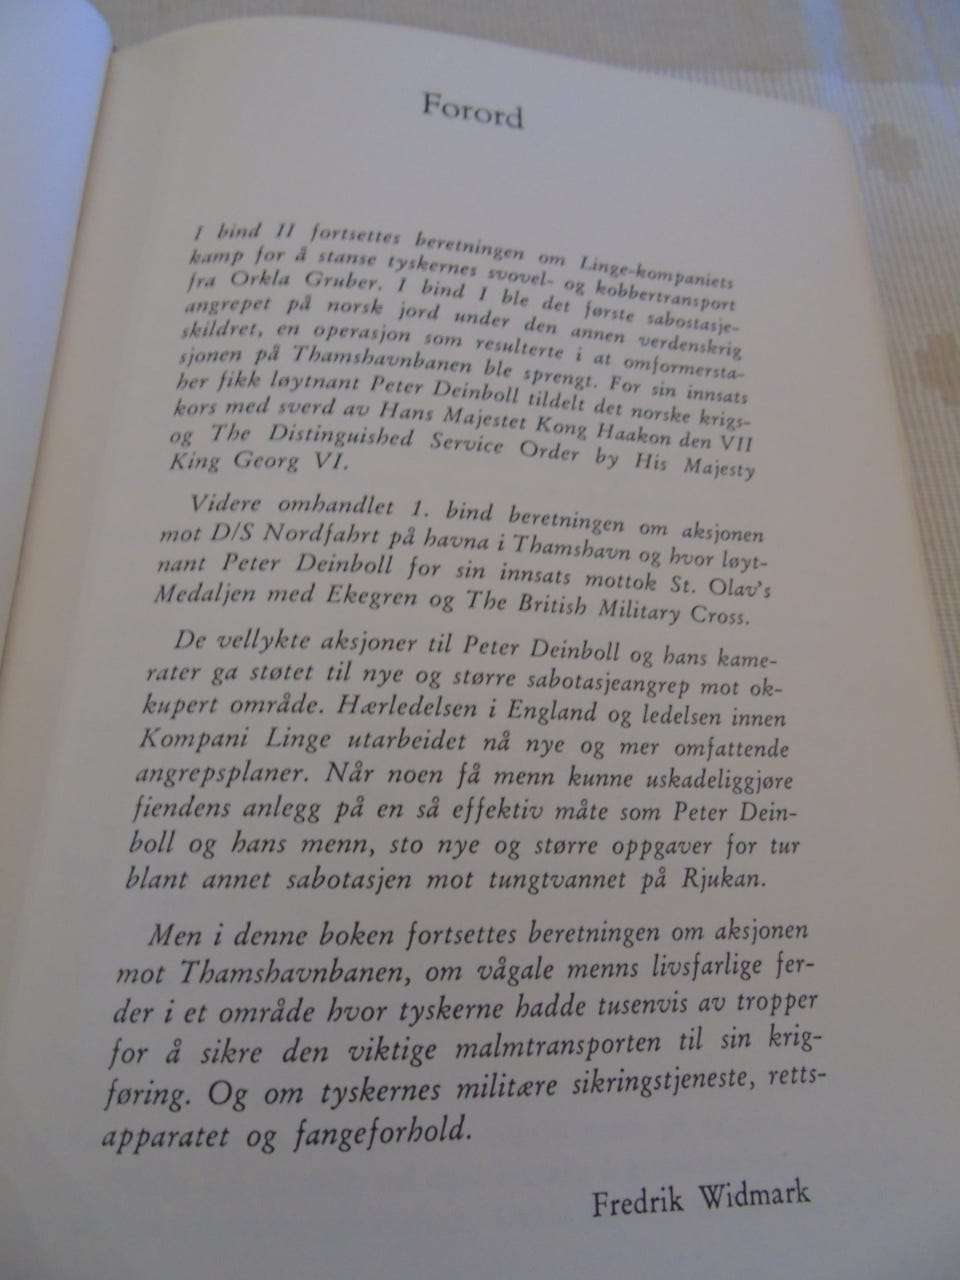 Forord
I bind II fortsettes beretningen om Linge-kompaniets
kamp for å stanse tyskernes svovel- og kobbertransport
fra Orkla Gruber. I bind I ble det første sabostasje-
angrepet på norsk jord under den annen verdenskrig
skildret, en operasjon som resulterte i at omformersta-
sjonen på Thamshavnbanen ble sprengt. For sin innsats
her fikk løytnant Peter Deinboll tildelt det norske krigs-
kors med sverd av Hans Majestet Kong Haakon den VII
og The Distinguished Service Order by His Majesty
King Georg VI.
Videre omhandlet 1. bind beretningen om aksjonen
mot D/S Nordfahrt på havna i Thamshavn og hvor løyt-
nant Peter Deinboll for sin innsats mottok St. Olav's
Medaljen med Ekegren og The British Military Cross.
De vellykte aksjoner til Peter Deinboll og hans kame-
rater ga støtet til nye og større sabotasjeangrep mot ok-
kupert område. Hærledelsen i England og ledelsen innen
Kompani Linge utarbeidet nå nye og mer omfattende
angrepsplaner. Når noen få menn kunne uskadeliggjøre
fiendens anlegg på en så effektiv måte som Peter Dein-
boll og hans menn, sto nye og større oppgaver for tur
blant annet sabotasjen mot tungtvannet på Rjukan.
Men i denne boken fortsettes beretningen om aksjonen
mot Thamshavnbanen, om vågale menns livsfarlige fer-
der i et område hvor tyskerne hadde tusenvis av tropper
for å sikre den viktige malmtransporten til sin krig-
føring. Og om tyskernes militære sikringstjeneste, retts-
apparatet og fangeforhold.
Fredrik Widmark